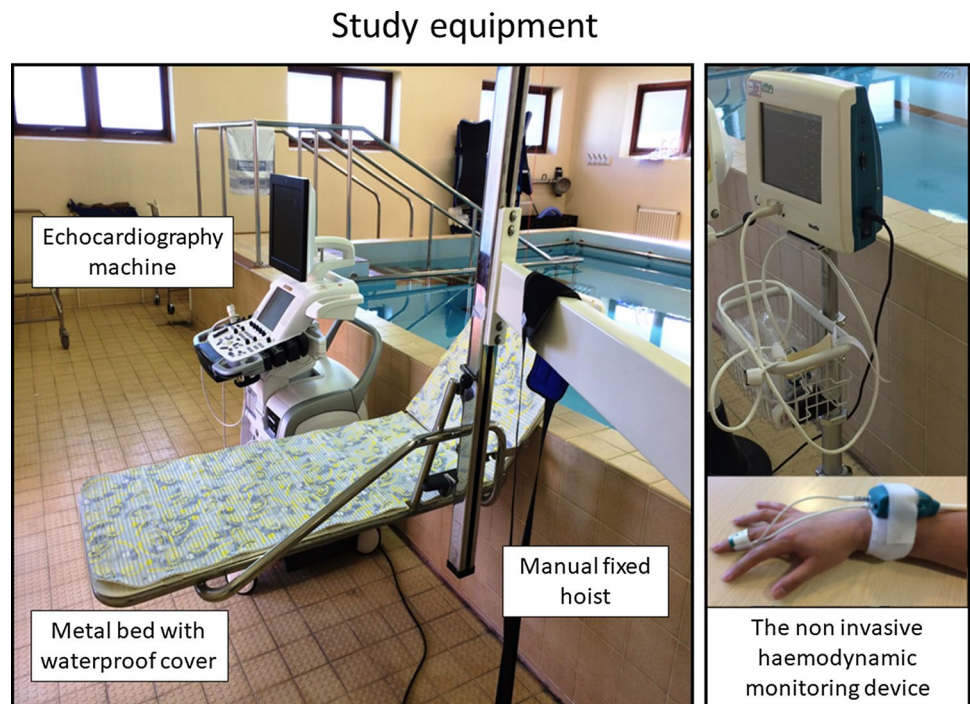 Study equipment
Echocardiography
machine
Manual fixed
hoist
Metal bed with
waterproof cover
The non invasive
haemodynamic
monitoring device